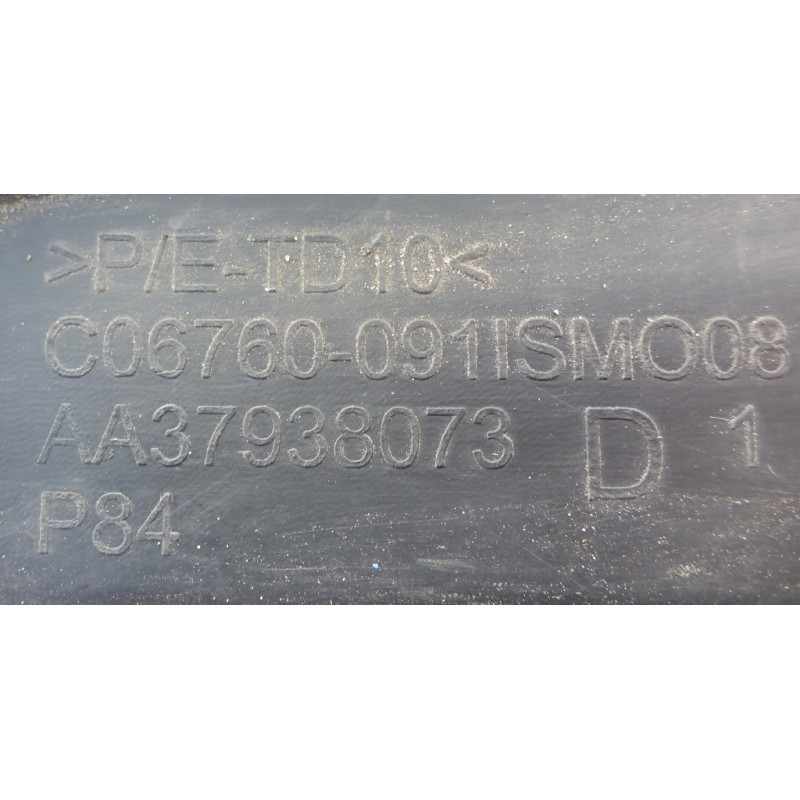 >P/E-TD10<
C06760-091ISMO08
AA37938073 D 1
P84